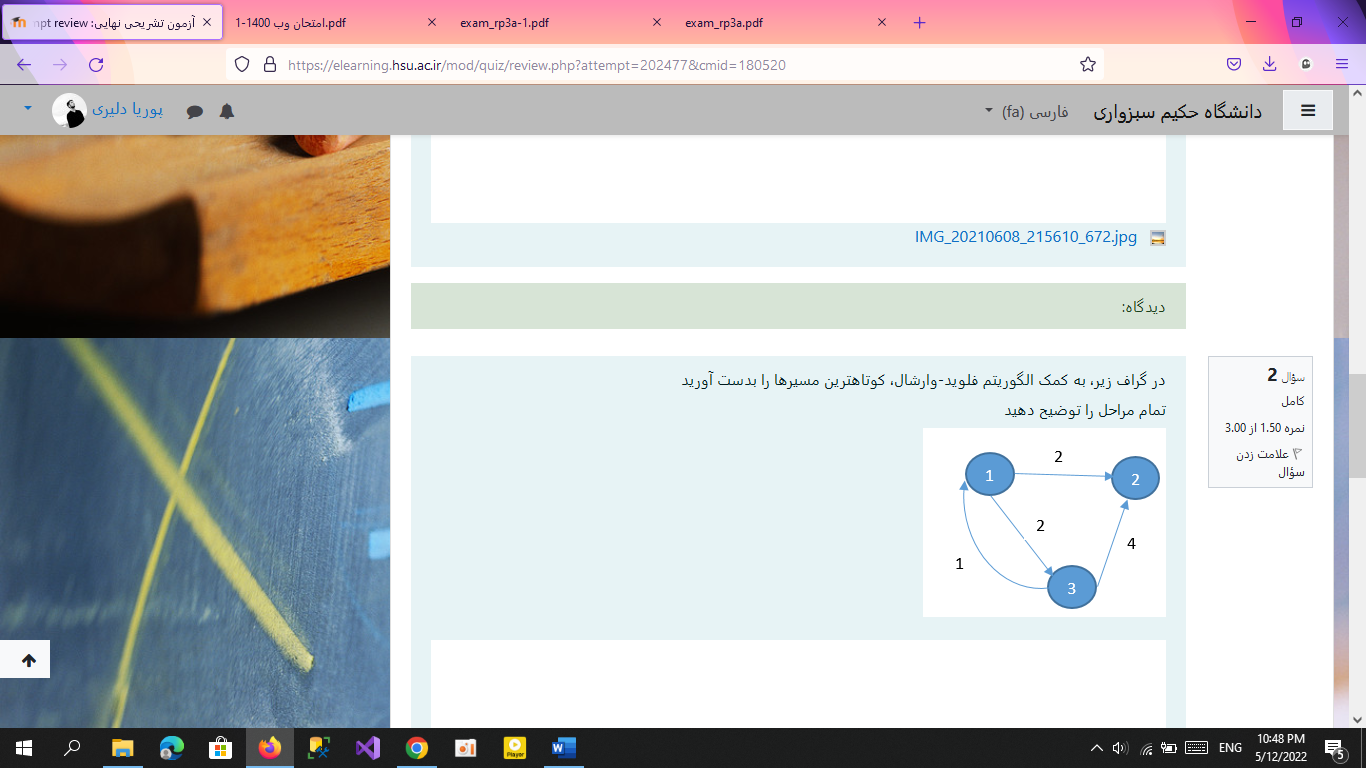 آزمون تشریحی نهایی: npt review
امتحان وب 1400-1.pdf
exam_rp3a-1.pdf
exam_rp3a.pdf
https://elearning.hsu.ac.ir/mod/quiz/review.php?attempt=202477&cmid=180520
دانشگاه حکیم سبزواری
فارسی ‎(fa)‎
پوریا دلیری
IMG_20210608_215610_672.jpg
دیدگاه:
سؤال 2
کامل
نمره 1.50 از 3.00
علامت زدن
سؤال
در گراف زیر، به کمک الگوریتم فلوید-وارشال، کوتاهترین مسیرها را بدست آورید
تمام مراحل را توضیح دهید
2
1
2
2
4
1
3
Player
ENG
10:48 PM
5/12/2022
5